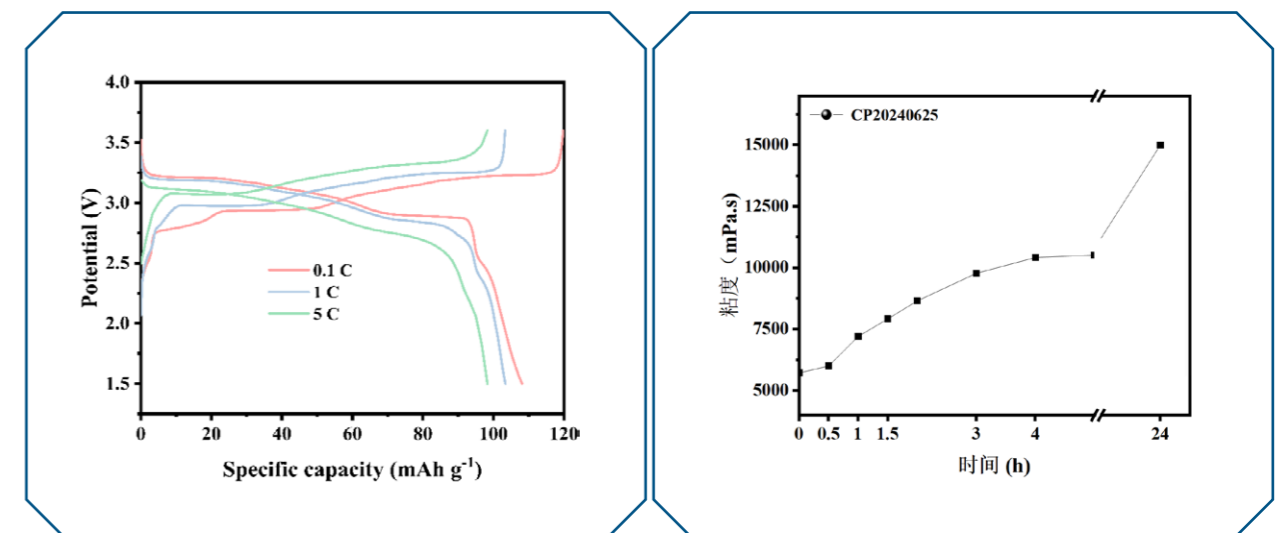 4.0
3.5
3.0
2.5
2.0
1.5
Potential (V)
0.1 C
1 C
5 C
0 20 40 60 80 100 120
Specific capacity (mAh g⁻¹)
CP20240625
15000
12500
10000
7500
5000
粘度（mPa.s)
0 0.5 1 1.5 3 4 24
时间 (h)